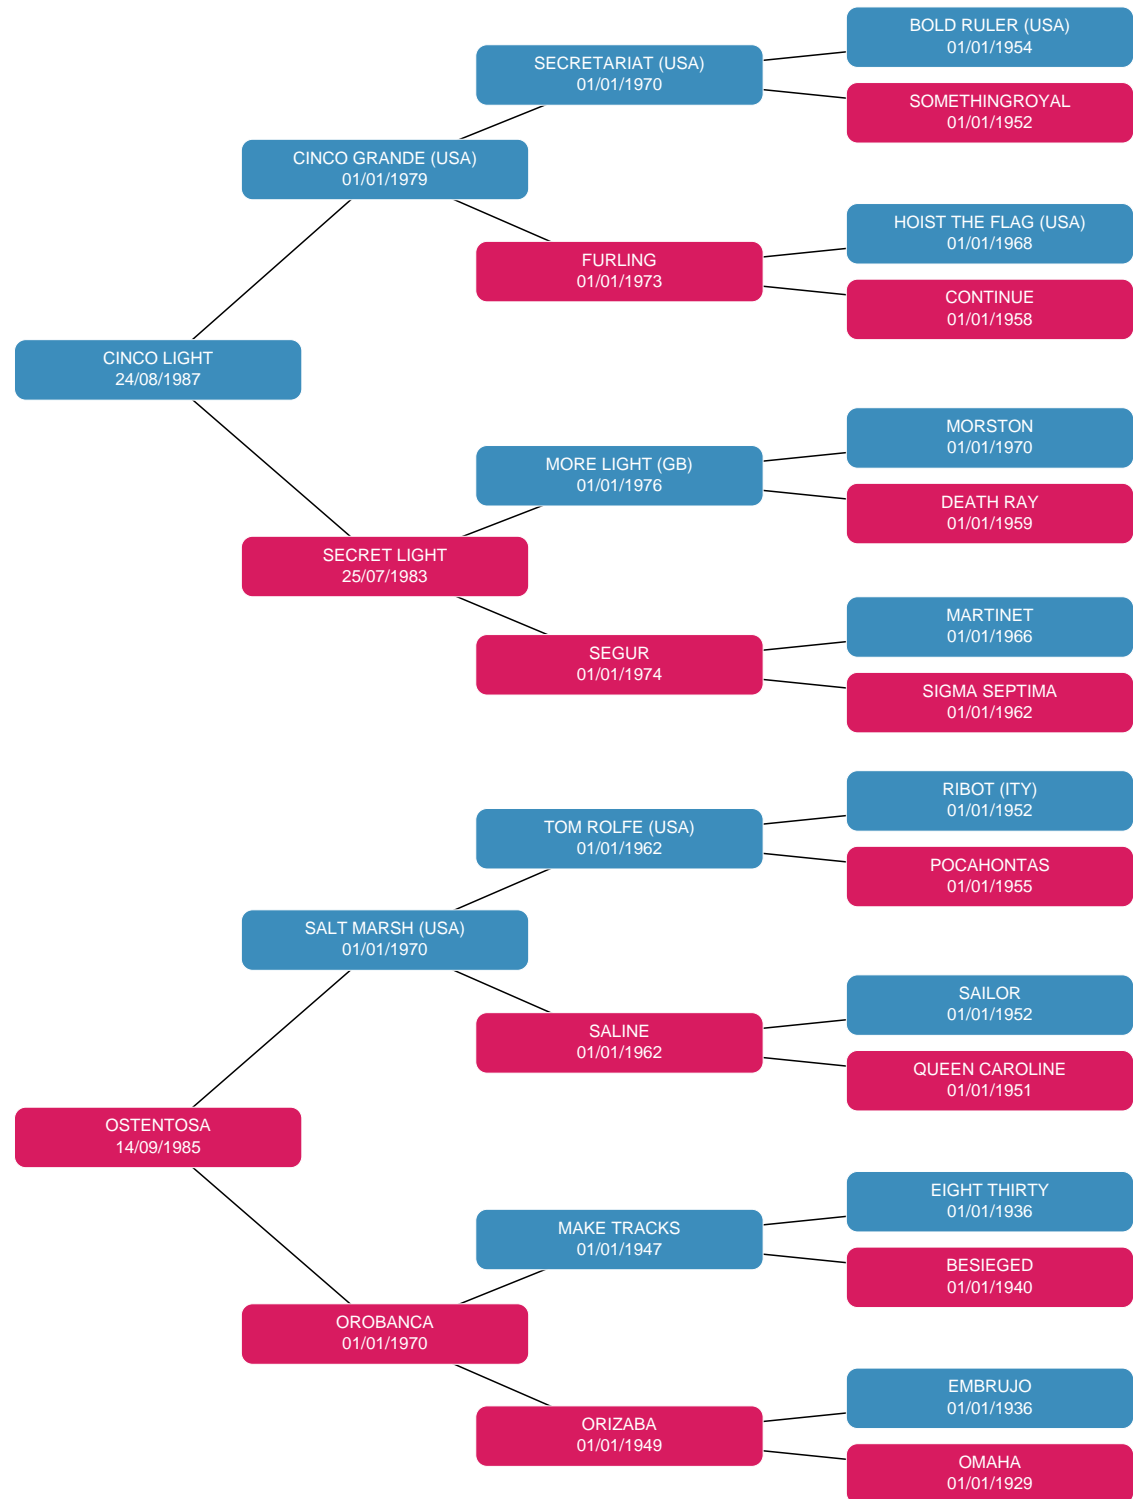 BOLD RULER (USA)
01/01/1954
SECRETARIAT (USA)
01/01/1970
SOMETHINGROYAL
01/01/1952
CINCO GRANDE (USA)
01/01/1979
HOIST THE FLAG (USA)
01/01/1968
FURLING
01/01/1973
CONTINUE
01/01/1958
CINCO LIGHT
24/08/1987
MORSTON
01/01/1970
MORE LIGHT (GB)
01/01/1976
DEATH RAY
01/01/1959
SECRET LIGHT
25/07/1983
MARTINET
01/01/1966
SEGUR
01/01/1974
SIGMA SEPTIMA
01/01/1962
RIBOT (ITY)
01/01/1952
TOM ROLFE (USA)
01/01/1962
POCAHONTAS
01/01/1955
SALT MARSH (USA)
01/01/1970
SAILOR
01/01/1952
SALINE
01/01/1962
QUEEN CAROLINE
01/01/1951
OSTENTOSA
14/09/1985
EIGHT THIRTY
01/01/1936
MAKE TRACKS
01/01/1947
BESIEGED
01/01/1940
OROBANCA
01/01/1970
EMBRUJO
01/01/1936
ORIZABA
01/01/1949
OMAHA
01/01/1929